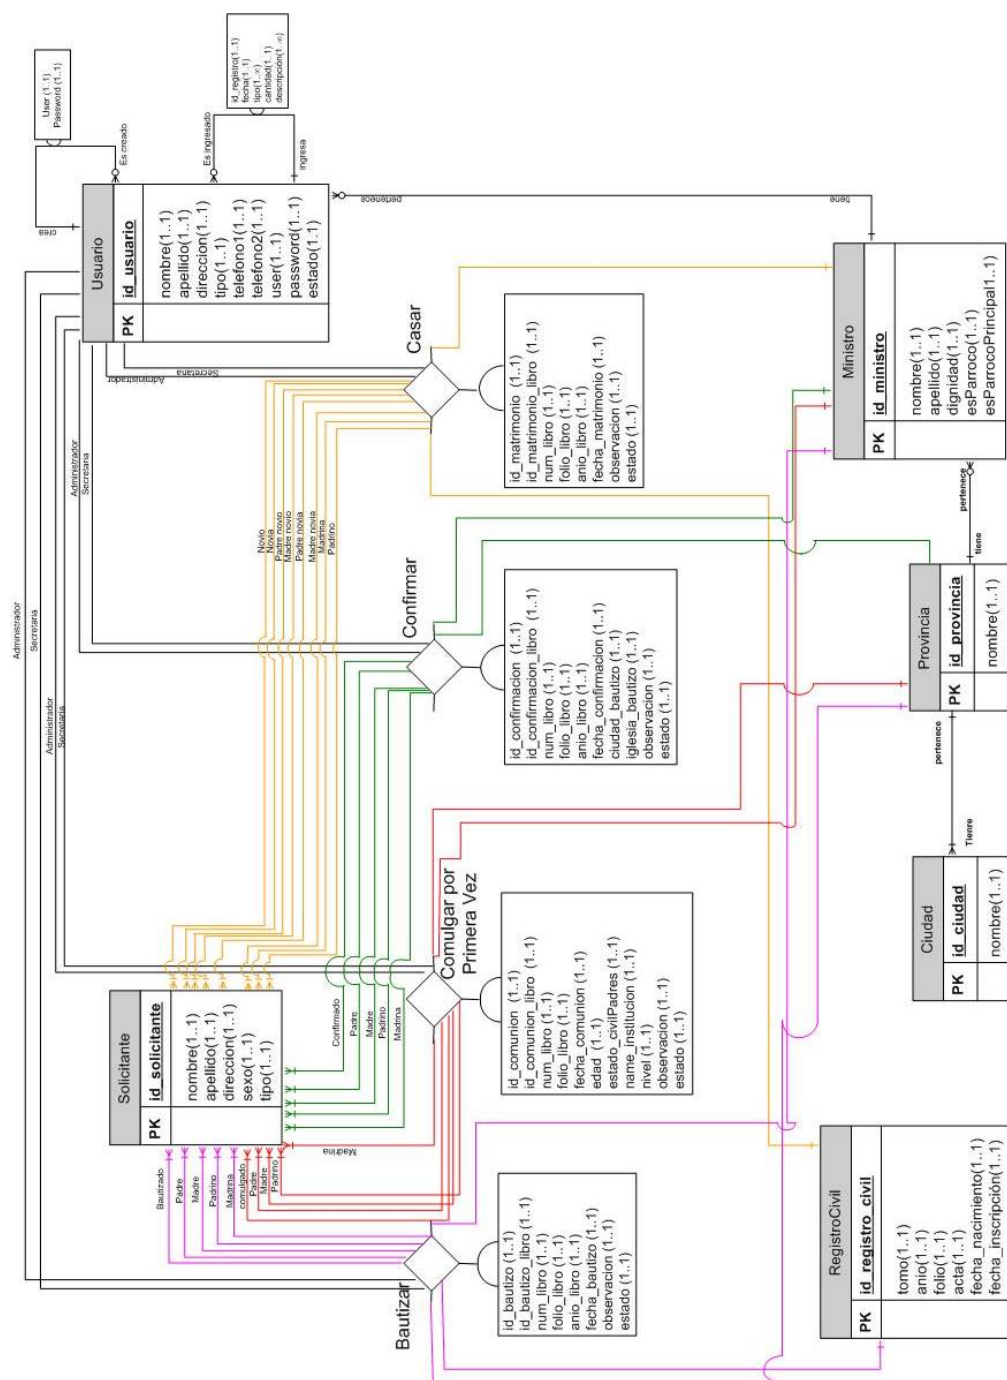 User (1..1)
Password (1..1)
id_registro(1..1)
fecha(1..1)
tipo(1..∞)
cantidad(1..1)
descripción(1..∞)
crea
Es creado
Es ingresado
ingresa
Usuario
PK
id_usuario
nombre(1..1)
apellido(1..1)
direccion(1..1)
tipo(1..1)
telefono1(1..1)
telefono2(1..1)
user(1..1)
password(1..1)
estado(1.1)
pertenece
tiene
Administrador
Secretaria
Administrador
Secretaria
Administrador
Secretaria
Administrador
Secretaria
Solicitante
PK
id_solicitante
nombre(1..1)
apellido(1..1)
direccion(1..1)
sexo(1..1)
tipo(1..1)
Novio
Novia
Padre novio
Madre novio
Padre novia
Madre novia
Madrina
Padrino
Confirmado
Padre
Madre
Padrino
Madrina
Bautizado
Padre
Madre
Padrino
Madrina
comulgado
Padre
Madre
Padrino
Madrina
Bautizar
Comulgar por
Primera Vez
Confirmar
Casar
id_bautizo (1..1)
id_bautizo_libro (1..1)
num_libro (1..1)
folio_libro (1..1)
anio_libro (1..1)
fecha_bautizo (1..1)
observacion (1..1)
estado (1..1)
id_comunion (1..1)
id_comunion_libro (1..1)
num_libro (1..1)
folio_libro (1..1)
fecha_comunion (1..1)
edad (1..1)
estado_civilPadres (1..1)
name_institucion (1..1)
nivel (1..1)
observacion (1..1)
estado (1..1)
id_confirmacion (1..1)
id_confirmacion_libro (1..1)
num_libro (1..1)
folio_libro (1..1)
anio_libro (1..1)
fecha_confirmacion (1..1)
ciudad_bautizo (1..1)
iglesia_bautizo (1..1)
observacion (1..1)
estado (1..1)
id_matrimonio (1..1)
id_matrimonio_libro (1..1)
num_libro (1..1)
folio_libro (1..1)
anio_libro (1..1)
fecha_matrimonio (1..1)
observacion (1..1)
estado (1..1)
RegistroCivil
PK
id_registro_civil
tomo(1..1)
anio(1..1)
folio(1..1)
acta(1..1)
fecha_nacimiento(1..1)
fecha_inscripción(1..1)
Ciudad
PK
id_ciudad
nombre(1..1)
Tienre
pertenece
Provincia
PK
id_provincia
nombre(1..1)
tiene
pertenece
Ministro
PK
id_ministro
nombre(1..1)
apellido(1..1)
dignidad(1..1)
esParroco(1..1)
esParrocoPrincipal1..1)